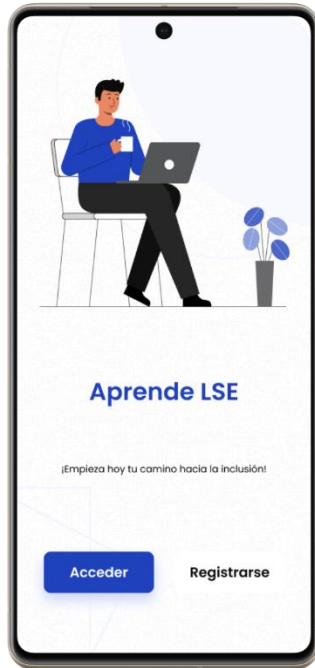 Aprende LSE
¡Empieza hoy tu camino hacia la inclusión!
Acceder
Registrarse